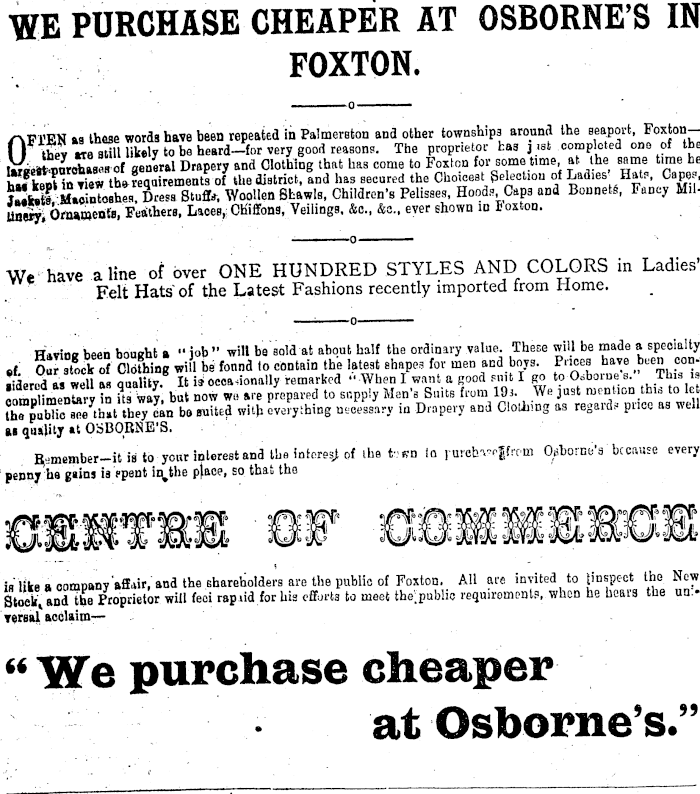 WE PURCHASE CHEAPER AT OSBORNE'S IN
FOXTON.
OFTEN as these words have been repeated in Palmerston and other townships around the seaport, Foxton—
they are still likely to be heard—for very good reasons. The proprietor has just completed one of the
largest purchases of general Drapery and Clothing that has come to Foxton for some time, at the same time he
has kept in view the requirements of the district, and has secured the Choicest Selection of Ladies' Hats, Capes,
Jackets, Macintoshes, Dress Stuffs, Woollen Shawls, Children's Pelisses, Hoods, Caps and Bonnets, Fancy Mil-
linery, Ornaments, Feathers, Laces, Chiffons, Veilings, &c., &c., ever shown in Foxton.
We have a line of over ONE HUNDRED STYLES AND COLORS in Ladies'
Felt Hats of the Latest Fashions recently imported from Home.
Having been bought a "job" will be sold at about half the ordinary value. These will be made a specialty
of. Our stock of Clothing will be found to contain the latest shapes for men and boys. Prices have been con-
sidered as well as quality. It is occasionally remarked "When I want a good suit I go to Osborne's." This is
complimentary in its way, but now we are prepared to supply Men's Suits from 19s. We just mention this to let
the public see that they can be suited with everything necessary in Drapery and Clothing as regards price as well
as quality at OSBORNE'S.
Remember—it is to your interest and the interest of the town to purchase from Osborne's because every
penny he gains is spent in the place, so that the
CENTRE OF COMMERCE
is like a company affair, and the shareholders are the public of Foxton. All are invited to inspect the New
Stock, and the Proprietor will feel rapaid for his efforts to meet the public requirements, when he hears the uni-
versal acclaim—
"We purchase cheaper
at Osborne's."